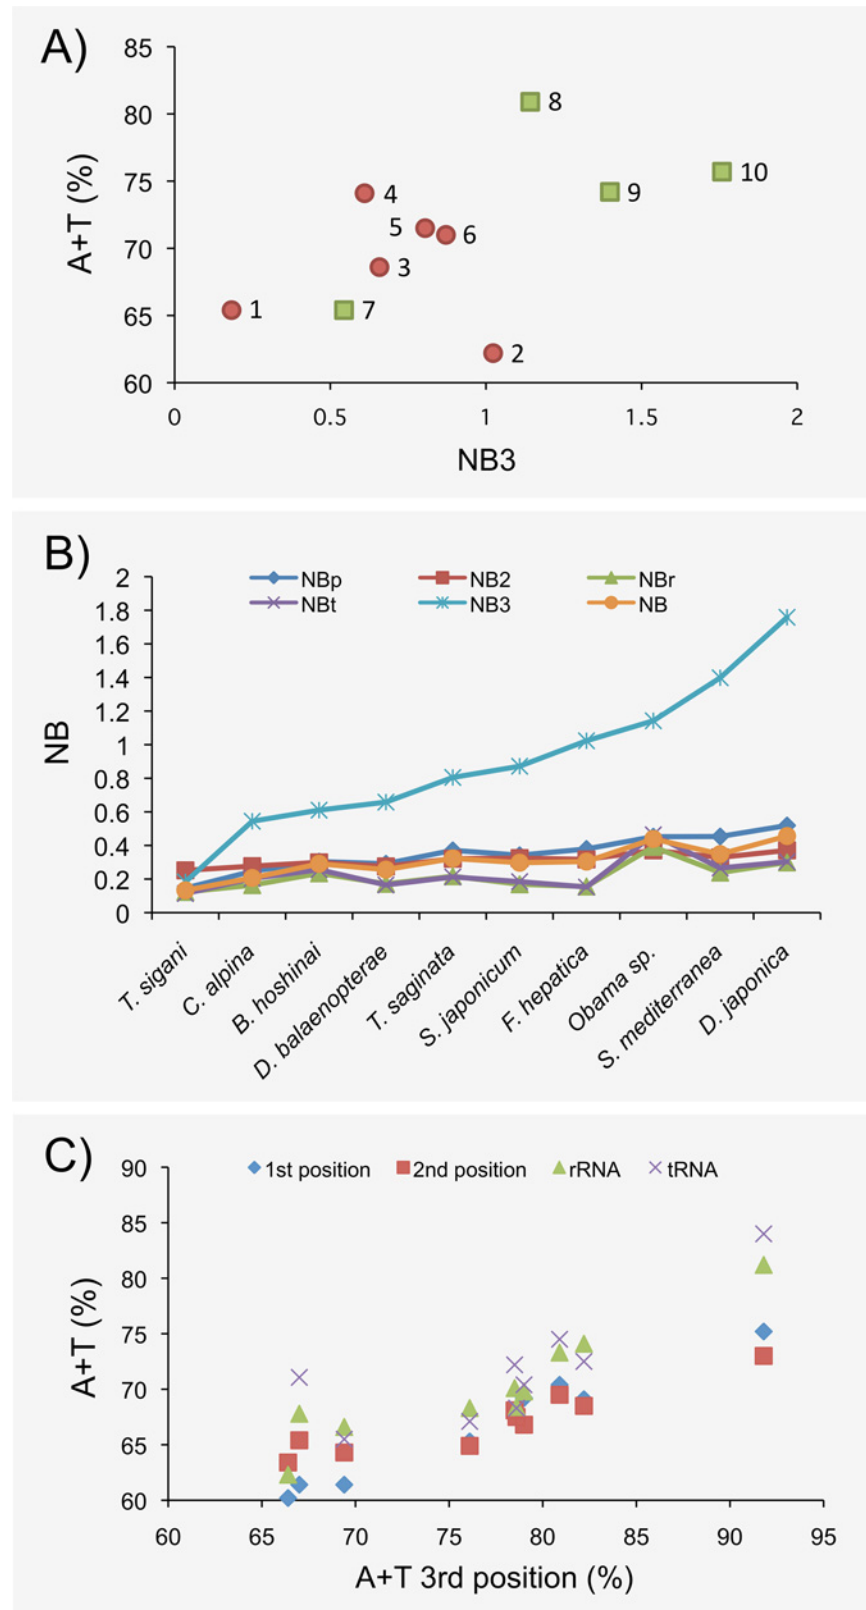 A)
85
80
75
70
65
60
A+T (%)
8
10
9
4
5
6
3
1
7
2
0 0.5 1 1.5 2
NB3
B)
NBp NB2 NBr
NBt NB3 NB
2
1.8
1.6
1.4
1.2
1
0.8
0.6
0.4
0.2
0
NB
T. sigani
C. alpina
B. hoshinai
D. balaenopterae
T. saginata
S. japonicum
F. hepatica
Obama sp.
S. mediterranea
D. japonica
C)
1st position 2nd position rRNA tRNA
90
85
80
75
70
65
60
A+T (%)
60 65 70 75 80 85 90 95
A+T 3rd position (%)